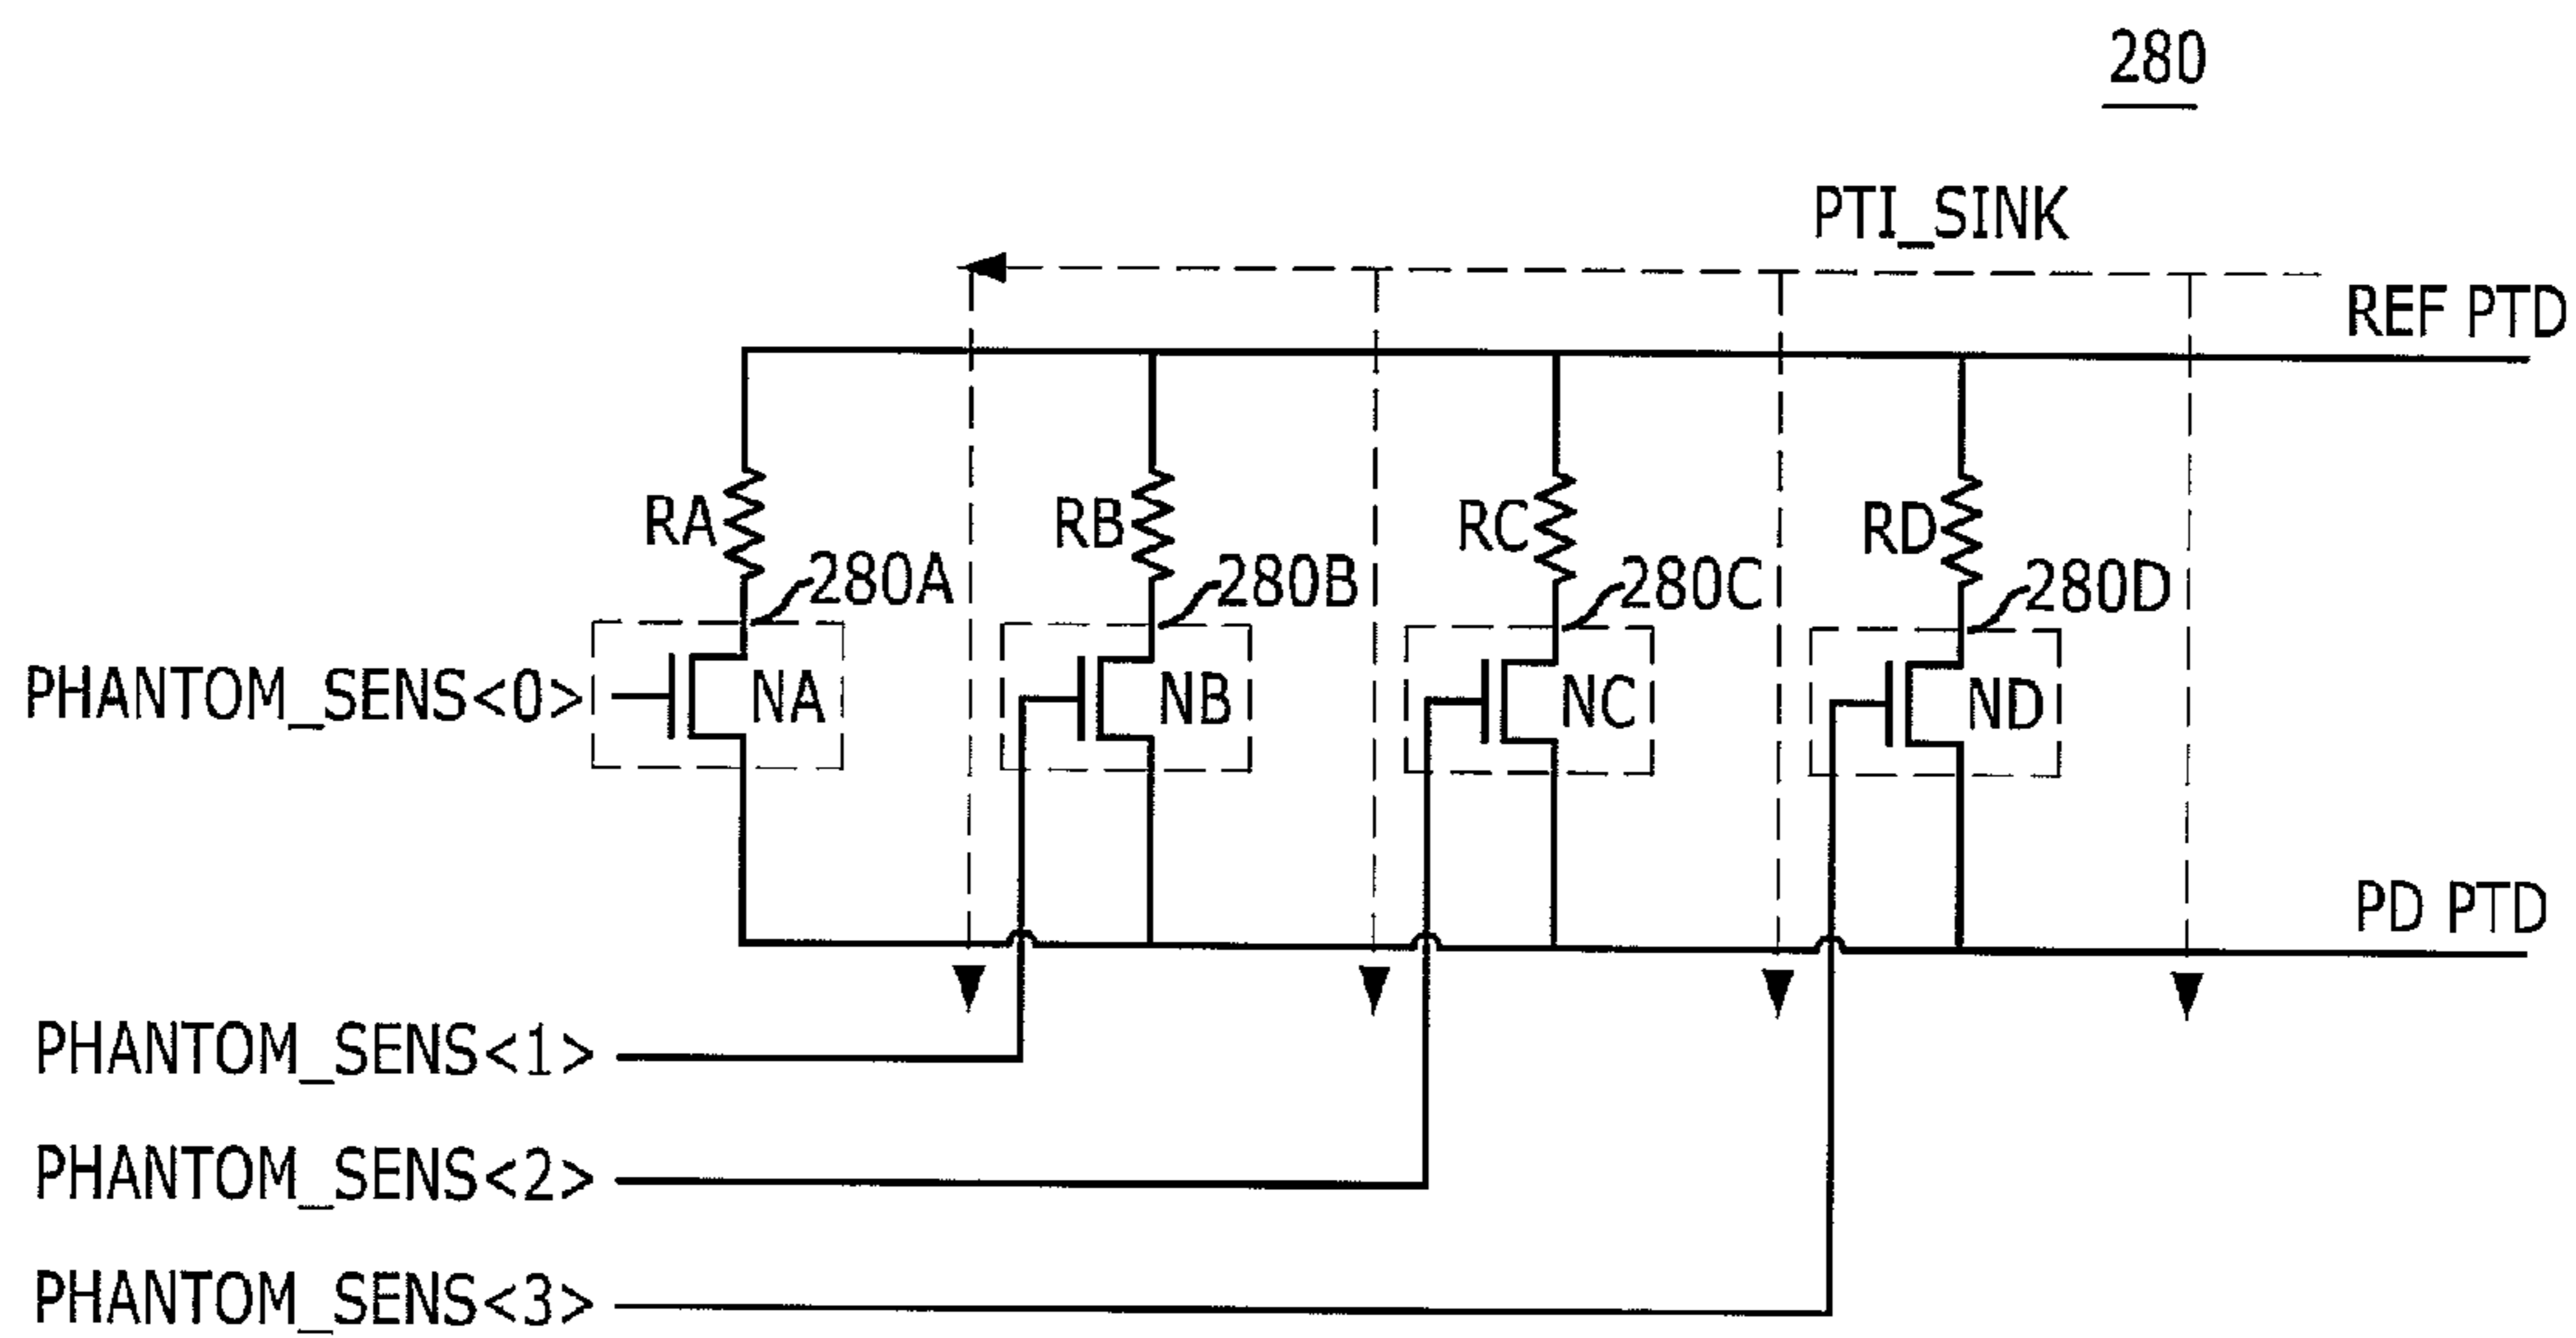 280
PTI_SINK
REF PTD
RA
RB
RC
RD
280A
280B
280C
280D
PHANTOM_SENS<0>
NA
NB
NC
ND
PD PTD
PHANTOM_SENS<1>
PHANTOM_SENS<2>
PHANTOM_SENS<3>